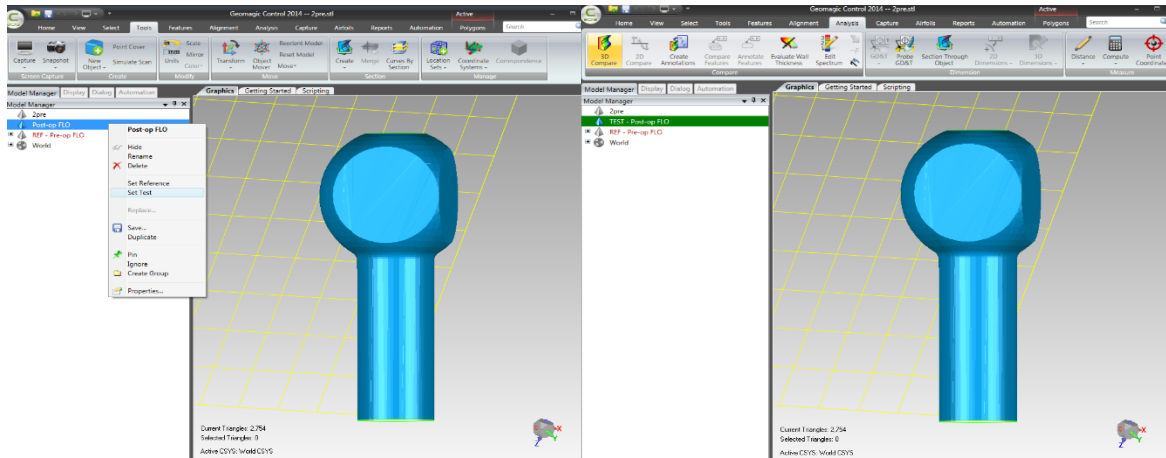 Geomagic Control 2014 -- 2pre.stl
Active
Home View Select Tools Features Alignment Analysis Capture Airfoils Reports Automation Polygons Search
Capture Snapshot New Object Point Cover Simulate Scan Units Scale Mirror Color Transform Object Mover Reorient Model Reset Model Move Create Merge Curves By Section Location Sets Coordinate Systems Correspondence
Screen Capture Create Modify Move Section Manage
Model Manager Display Dialog Automation
Graphics Getting Started Scripting
Model Manager
2pre
Post-op FLO
REF - Pre-op FLO
World
Post-op FLO
Hide
Rename
Delete
Set Reference
Set Test
Replace...
Save...
Duplicate
Pin
Ignore
Create Group
Properties...
Current Triangles: 2,754
Selected Triangles: 0
Active CSYS: World CSYS
X
Y
Z
Geomagic Control 2014 -- 2pre.stl
Active
Home View Select Tools Features Alignment Analysis Capture Airfoils Reports Automation Polygons Search
3D Compare 2D Compare Create Annotations Compare Features Annotate Features Evaluate Wall Thickness Edit Spectrum GD&T Probe GD&T Section Through Object 2D Dimensions 3D Dimensions Distance Compute Point Coordinate
Compare Dimension Measure
Model Manager Display Dialog Automation
Graphics Getting Started Scripting
Model Manager
2pre
TEST - Post-op FLO
REF - Pre-op FLO
World
Current Triangles: 2,754
Selected Triangles: 0
Active CSYS: World CSYS
X
Y
Z